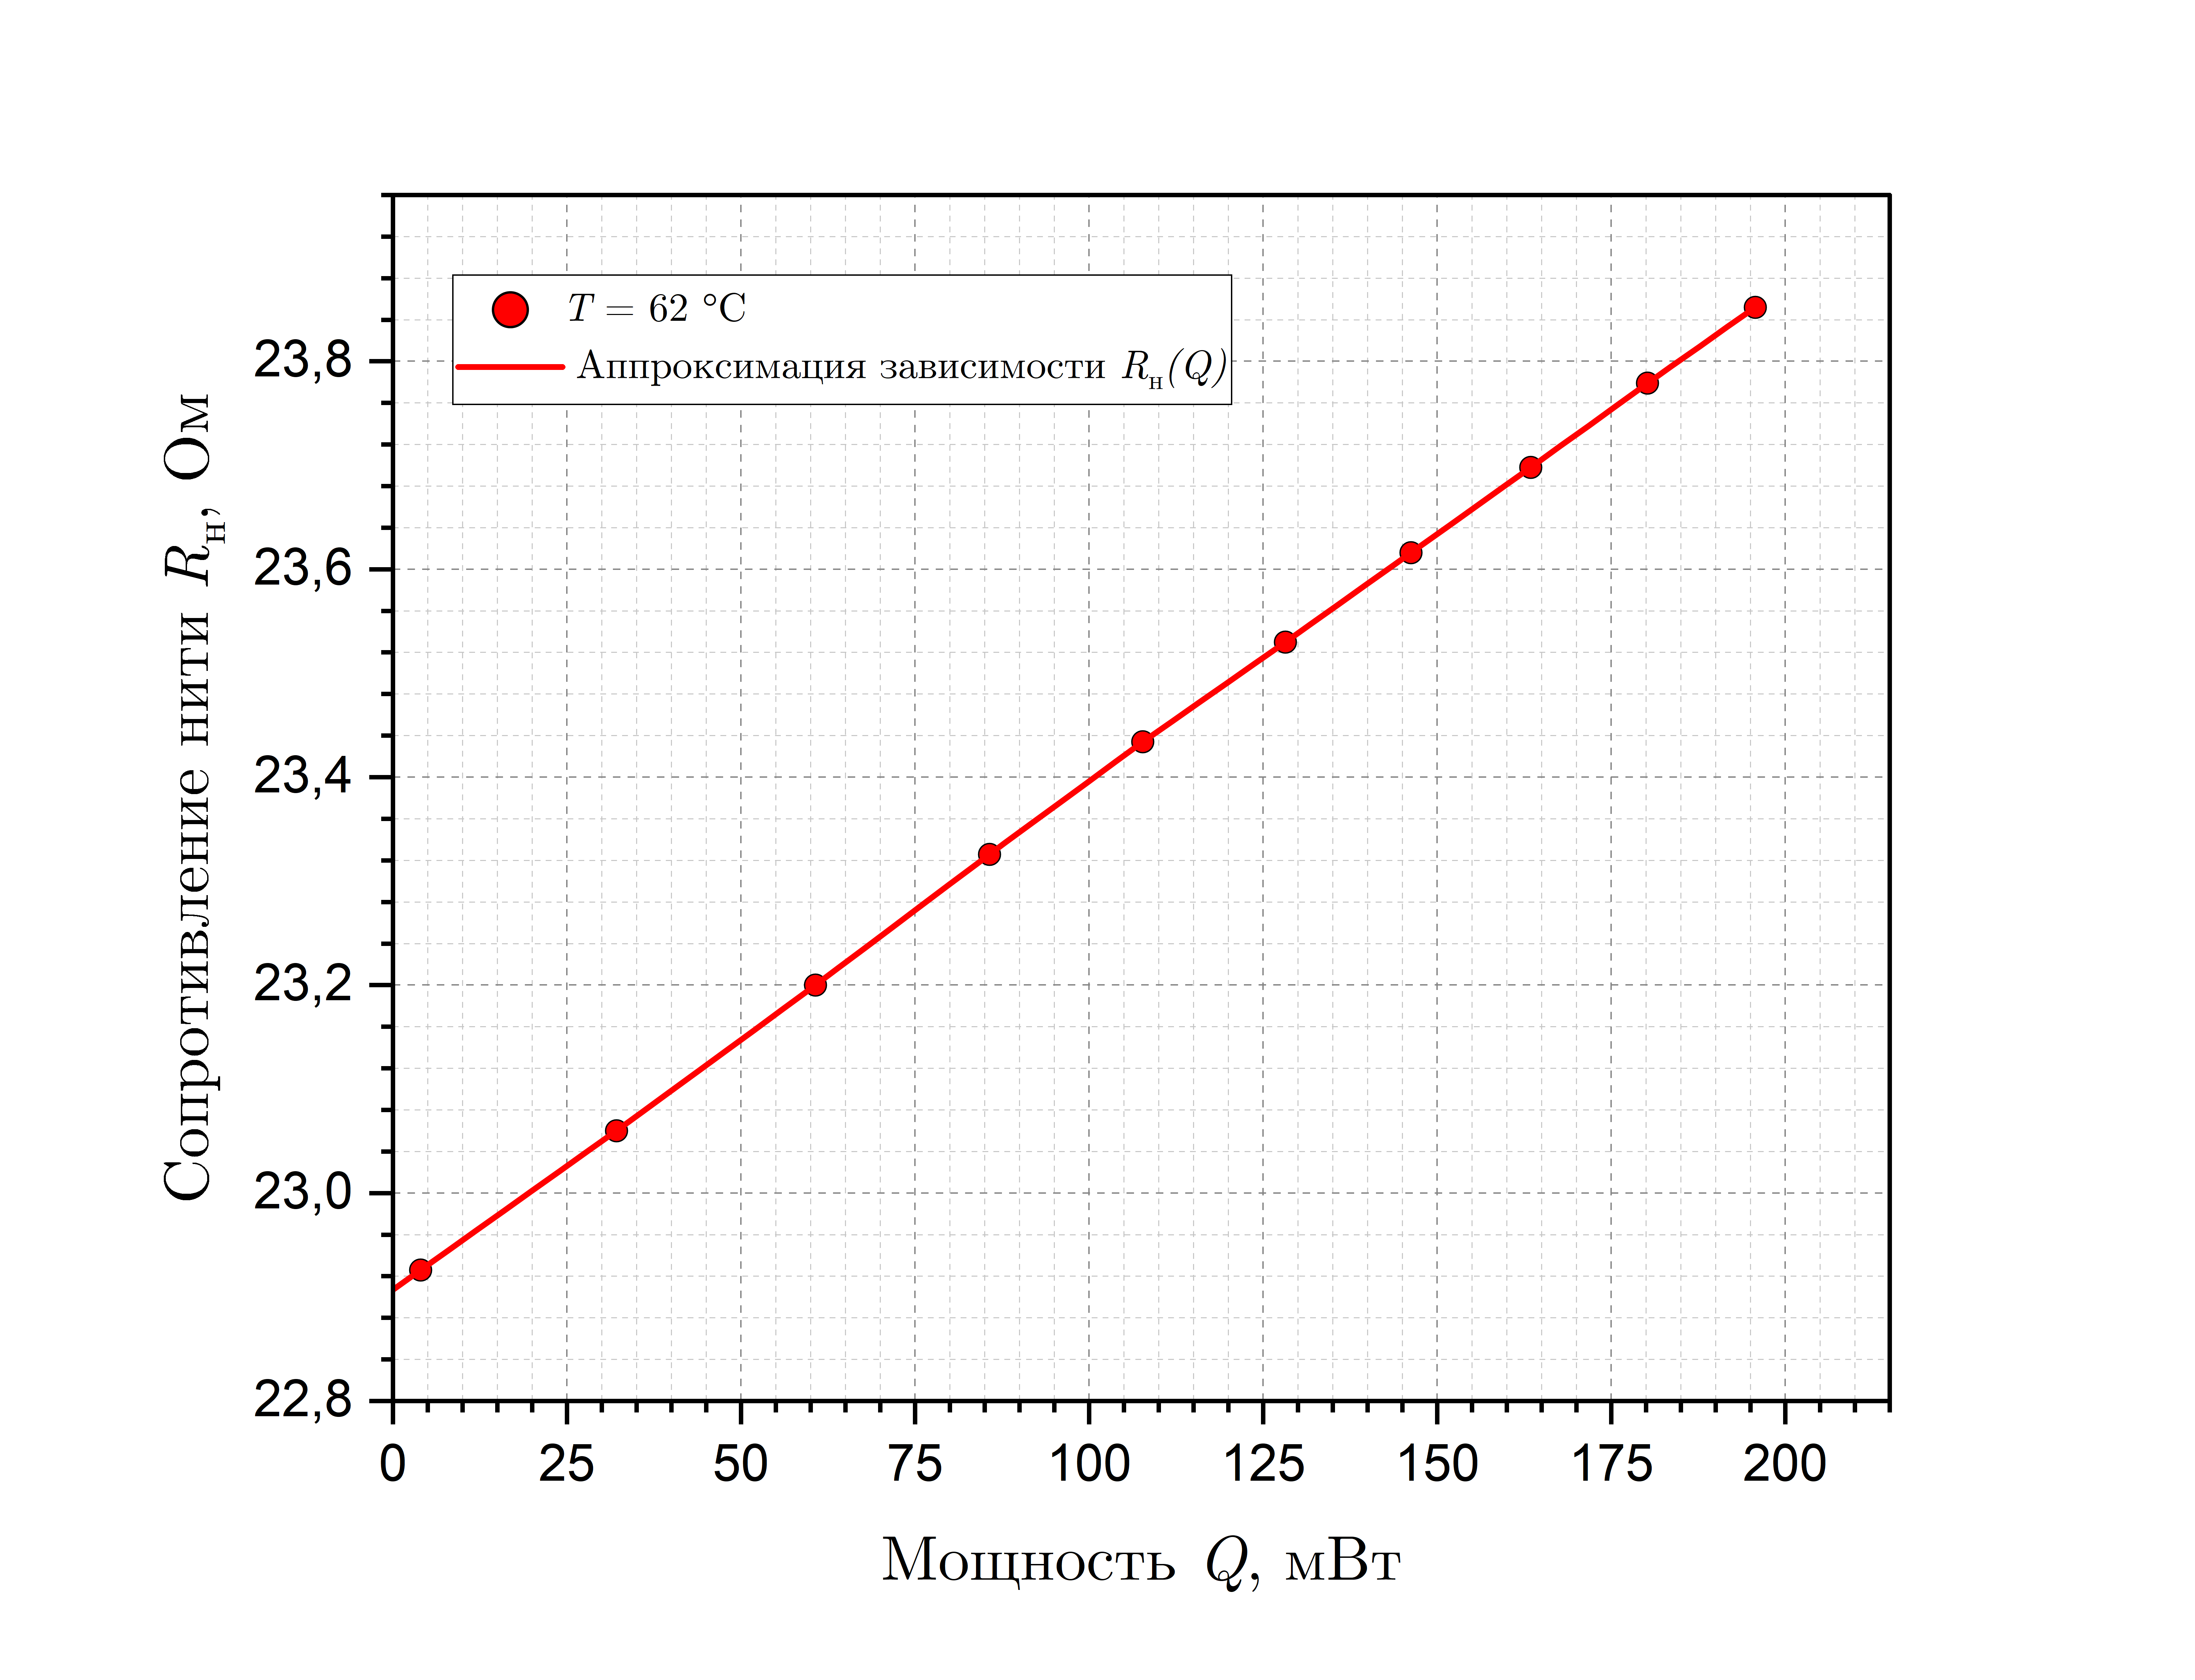 T = 62 °C
Аппроксимация зависимости Rн(Q)
Сопротивление нити Rн, Ом
23,8
23,6
23,4
23,2
23,0
22,8
0 25 50 75 100 125 150 175 200
Мощность Q, мВт